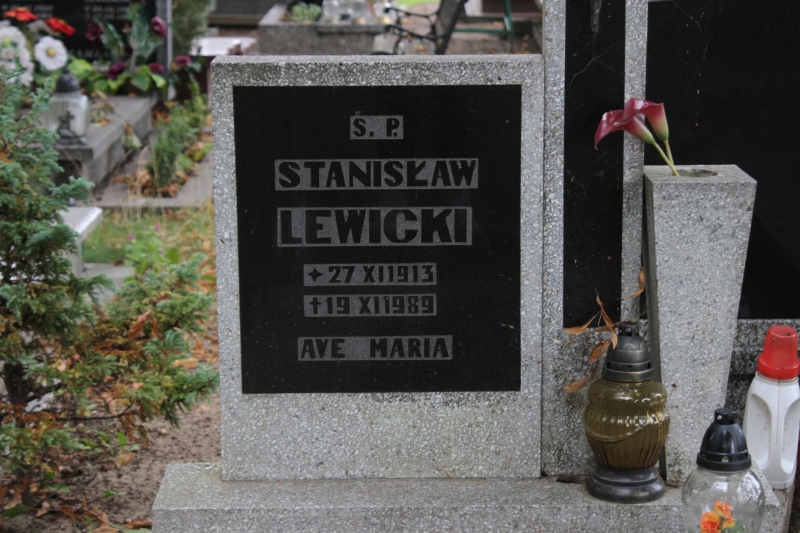 Ś. P.
STANISŁAW
LEWICKI
✦ 27 XI 1913
✝ 19 XI 1989
AVE MARIA